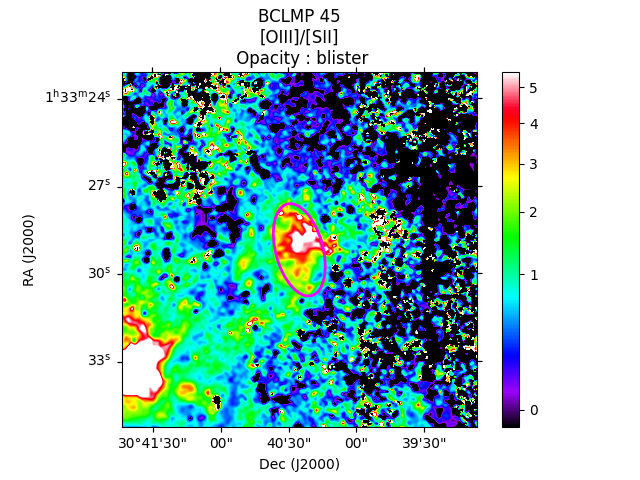 BCLMP 45
[OIII]/[SII]
Opacity : blister
1ʰ33ᵐ24ˢ
27ˢ
30ˢ
33ˢ
RA (J2000)
30°41'30"
00"
40'30"
00"
39'30"
Dec (J2000)
5
4
3
2
1
0